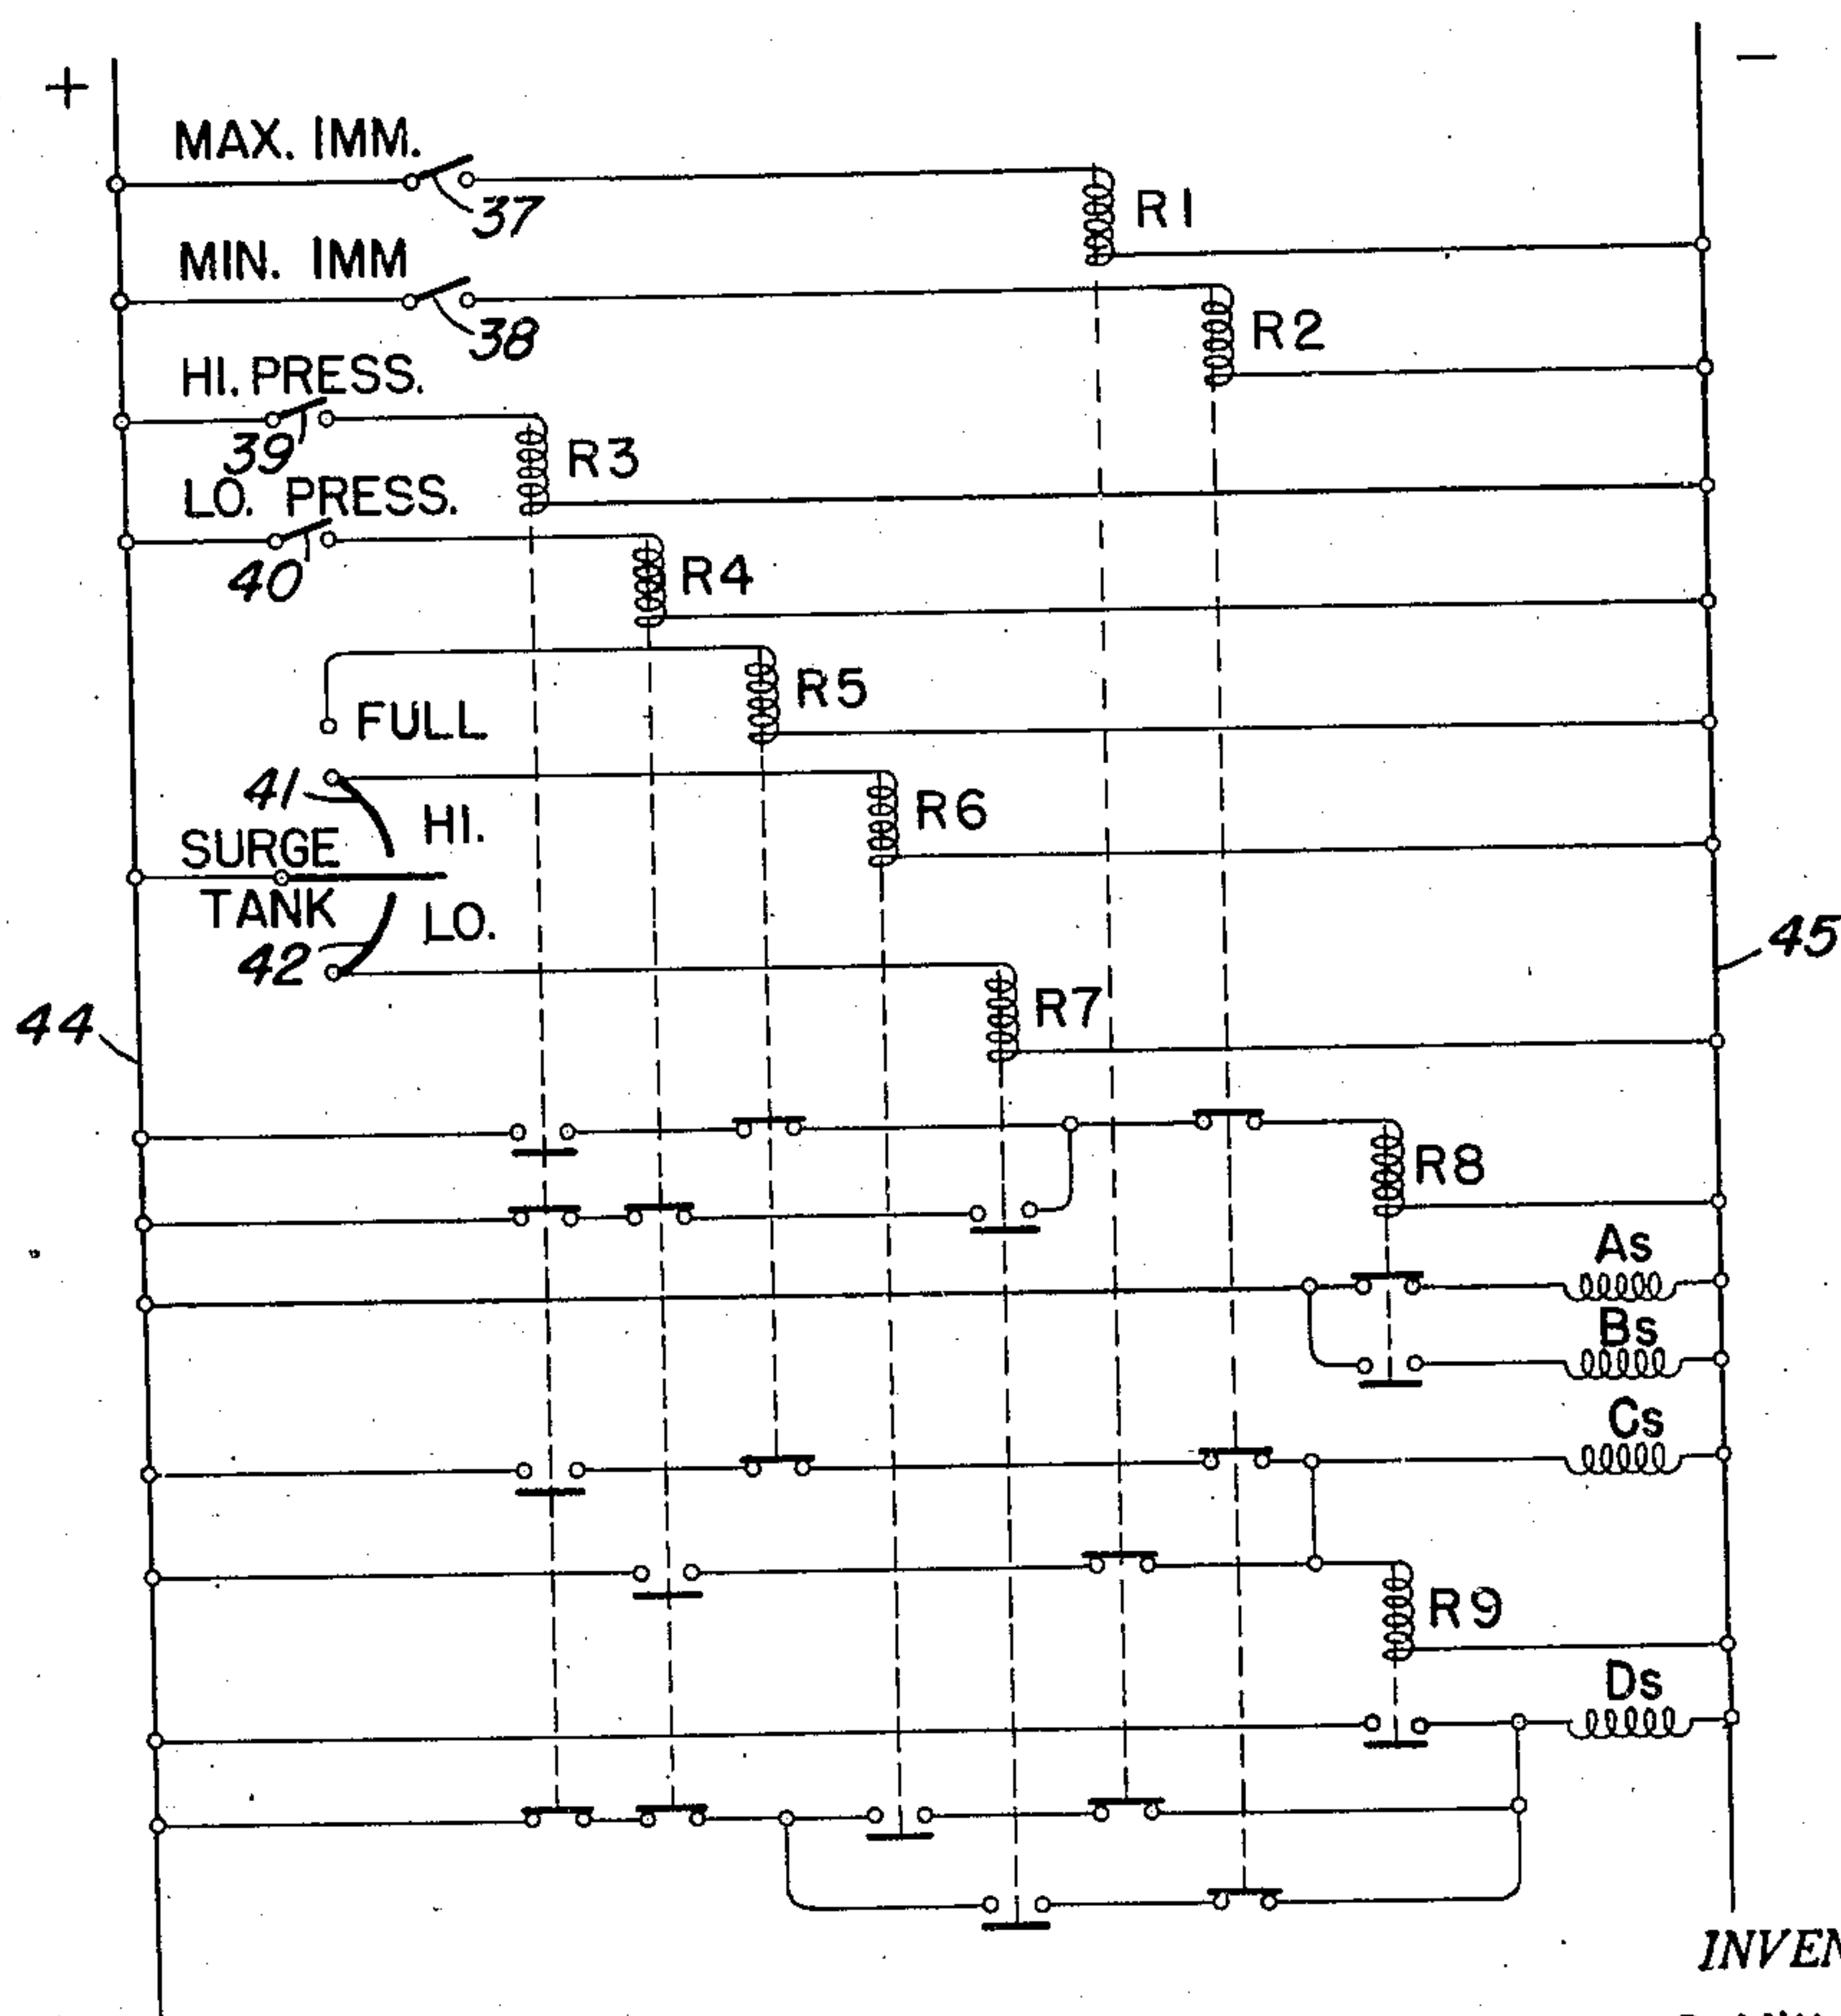 +
−
MAX. IMM.
37
R1
MIN. IMM
38
R2
HI. PRESS.
39
R3
LO. PRESS.
40
R4
R5
FULL
41
HI.
R6
SURGE
TANK
LO.
42
45
R7
44
R8
As
Bs
Cs
R9
Ds